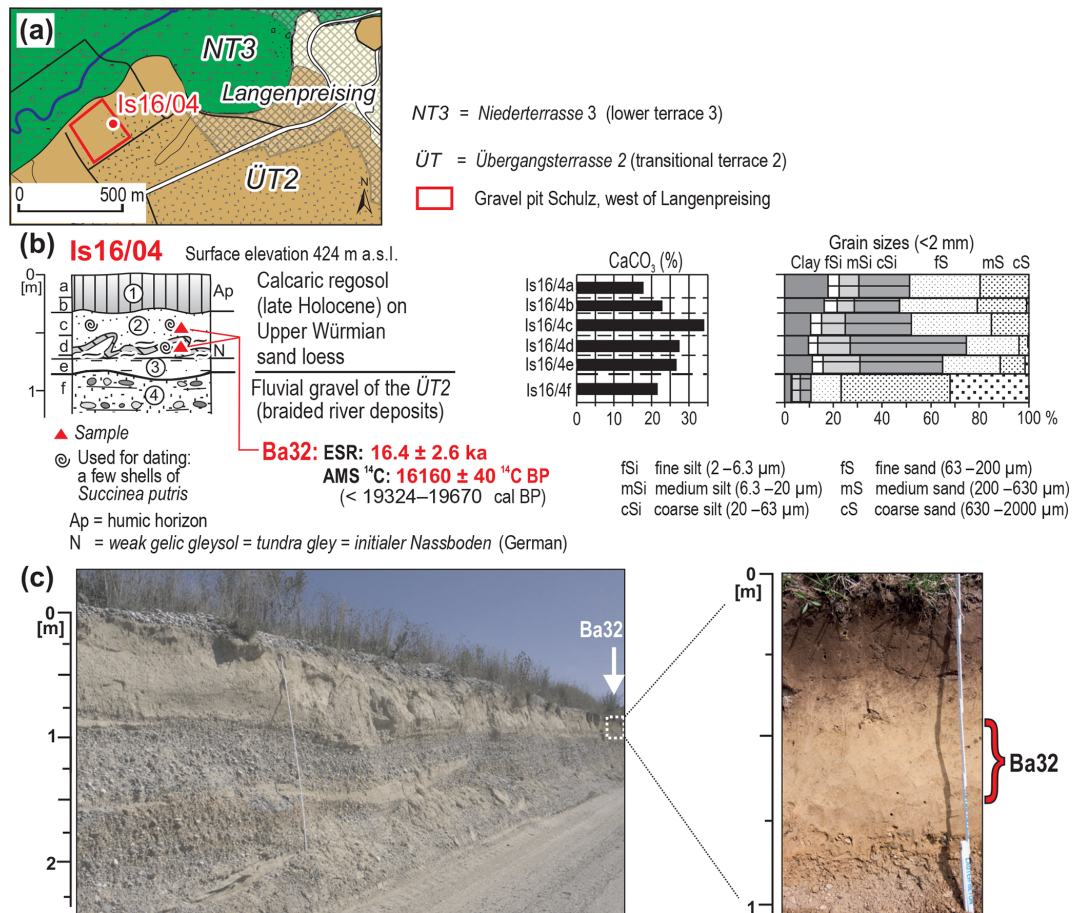 (a)
NT3
Langenpreising
Is16/04
ÜT2
0 500 m
N
NT3 = Niederterrasse 3 (lower terrace 3)
ÜT = Übergangsterrasse 2 (transitional terrace 2)
Gravel pit Schulz, west of Langenpreising
(b)
Is16/04
Surface elevation 424 m a.s.l.
0
[m]
1
a
b
c
d
e
f
1
2
3
4
Ap
N
Calcaric regosol
(late Holocene) on
Upper Würmian
sand loess
Fluvial gravel of the ÜT2
(braided river deposits)
Sample
Used for dating:
a few shells of
Succinea putris
Ba32: ESR: 16.4 ± 2.6 ka
AMS ¹⁴C: 16160 ± 40 ¹⁴C BP
(< 19324–19670 cal BP)
Ap = humic horizon
N = weak gelic gleysol = tundra gley = initialer Nassboden (German)
CaCO₃ (%)
Is16/4a
Is16/4b
Is16/4c
Is16/4d
Is16/4e
Is16/4f
0 10 20 30
Grain sizes (<2 mm)
Clay fSi mSi cSi fS mS cS
0 20 40 60 80 100 %
fSi fine silt (2 –6.3 µm)
mSi medium silt (6.3 –20 µm)
cSi coarse silt (20 –63 µm)
fS fine sand (63 –200 µm)
mS medium sand (200 –630 µm)
cS coarse sand (630 –2000 µm)
(c)
0
[m]
1
2
Ba32
0
[m]
1
Ba32